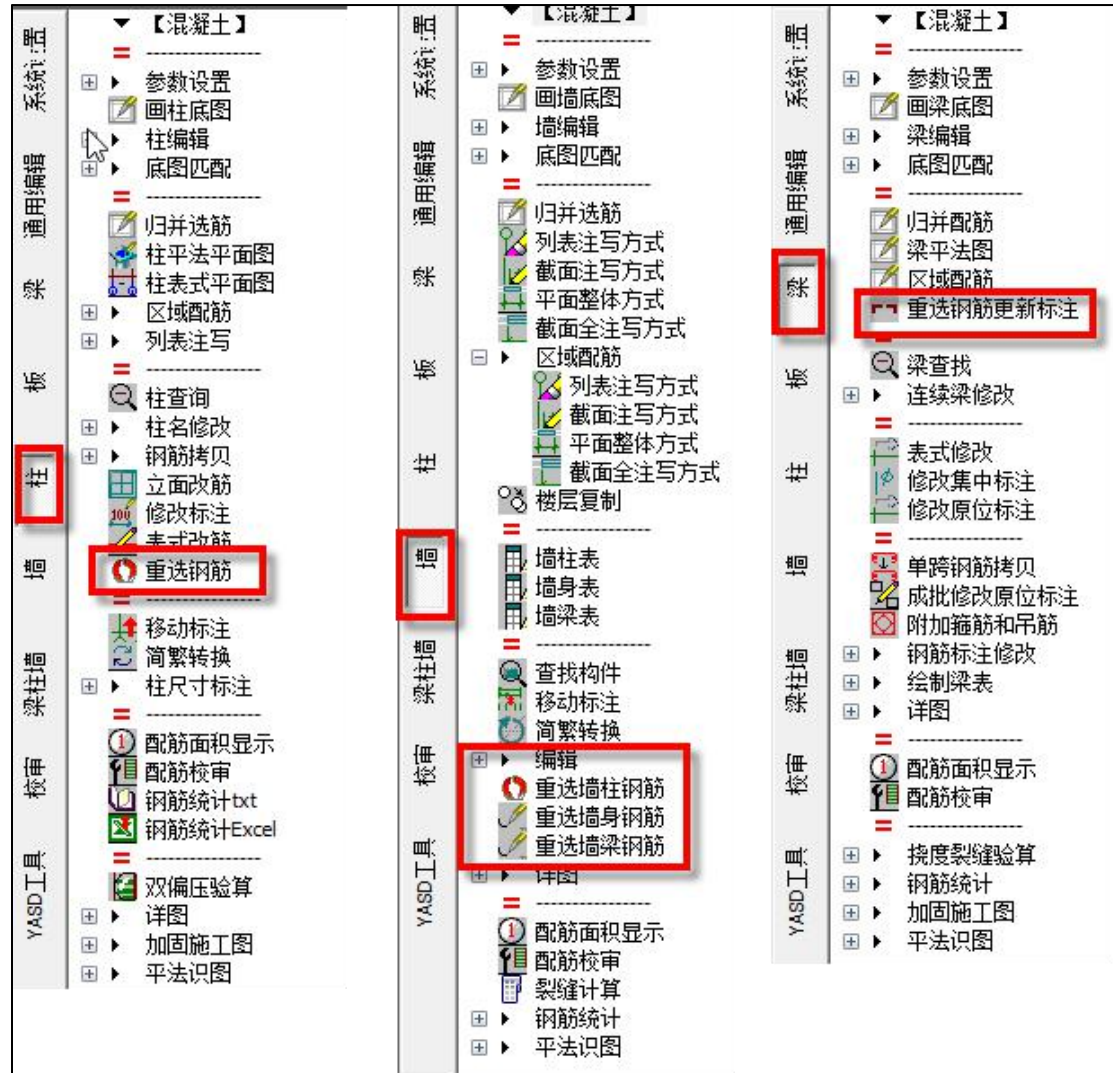 系统设置
通用编辑
梁
板
柱
墙
梁柱墙
校审
YASD工具
【混凝土】
参数设置
画柱底图
柱编辑
底图匹配
归并选筋
柱平法平面图
柱表式平面图
区域配筋
列表注写
柱查询
柱名修改
钢筋拷贝
立面改筋
修改标注
表式改筋
重选钢筋
移动标注
简繁转换
柱尺寸标注
配筋面积显示
配筋校审
钢筋统计txt
钢筋统计Excel
双偏压验算
详图
加固施工图
平法识图
系统设置
通用编辑
梁
板
柱
墙
梁柱墙
校审
YASD工具
【混凝土】
参数设置
画墙底图
墙编辑
底图匹配
归并选筋
列表注写方式
截面注写方式
平面整体方式
截面全注写方式
区域配筋
列表注写方式
截面注写方式
平面整体方式
截面全注写方式
楼层复制
墙柱表
墙身表
墙梁表
查找构件
移动标注
简繁转换
编辑
重选墙柱钢筋
重选墙身钢筋
重选墙梁钢筋
详图
配筋面积显示
配筋校审
裂缝计算
钢筋统计
平法识图
系统设置
通用编辑
梁
板
柱
墙
梁柱墙
校审
YASD工具
【混凝土】
参数设置
画梁底图
梁编辑
底图匹配
归并配筋
梁平法图
区域配筋
重选钢筋更新标注
梁查找
连续梁修改
表式修改
修改集中标注
修改原位标注
单跨钢筋拷贝
成批修改原位标注
附加箍筋和吊筋
钢筋标注修改
绘制梁表
详图
配筋面积显示
配筋校审
挠度裂缝验算
钢筋统计
加固施工图
平法识图